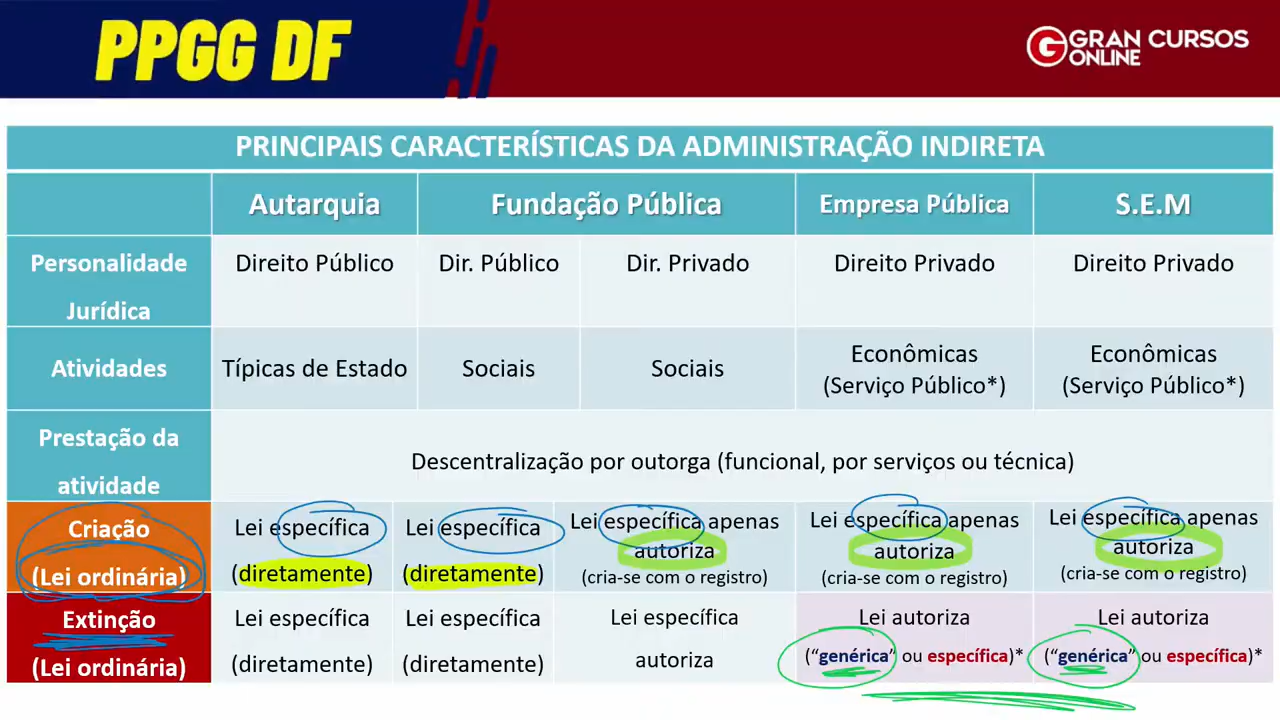 PPGG DF
GRAN CURSOS
ONLINE
PRINCIPAIS CARACTERÍSTICAS DA ADMINISTRAÇÃO INDIRETA
Autarquia
Fundação Pública
Empresa Pública
S.E.M
Personalidade
Jurídica
Direito Público
Dir. Público
Dir. Privado
Direito Privado
Direito Privado
Atividades
Típicas de Estado
Sociais
Sociais
Econômicas
(Serviço Público*)
Econômicas
(Serviço Público*)
Prestação da
atividade
Descentralização por outorga (funcional, por serviços ou técnica)
Criação
(Lei ordinária)
Lei específica
(diretamente)
Lei específica
(diretamente)
Lei específica apenas
autoriza
(cria-se com o registro)
Lei específica apenas
autoriza
(cria-se com o registro)
Lei específica apenas
autoriza
(cria-se com o registro)
Extinção
(Lei ordinária)
Lei específica
(diretamente)
Lei específica
(diretamente)
Lei específica
autoriza
Lei autoriza
(“genérica” ou específica)*
Lei autoriza
(“genérica” ou específica)*